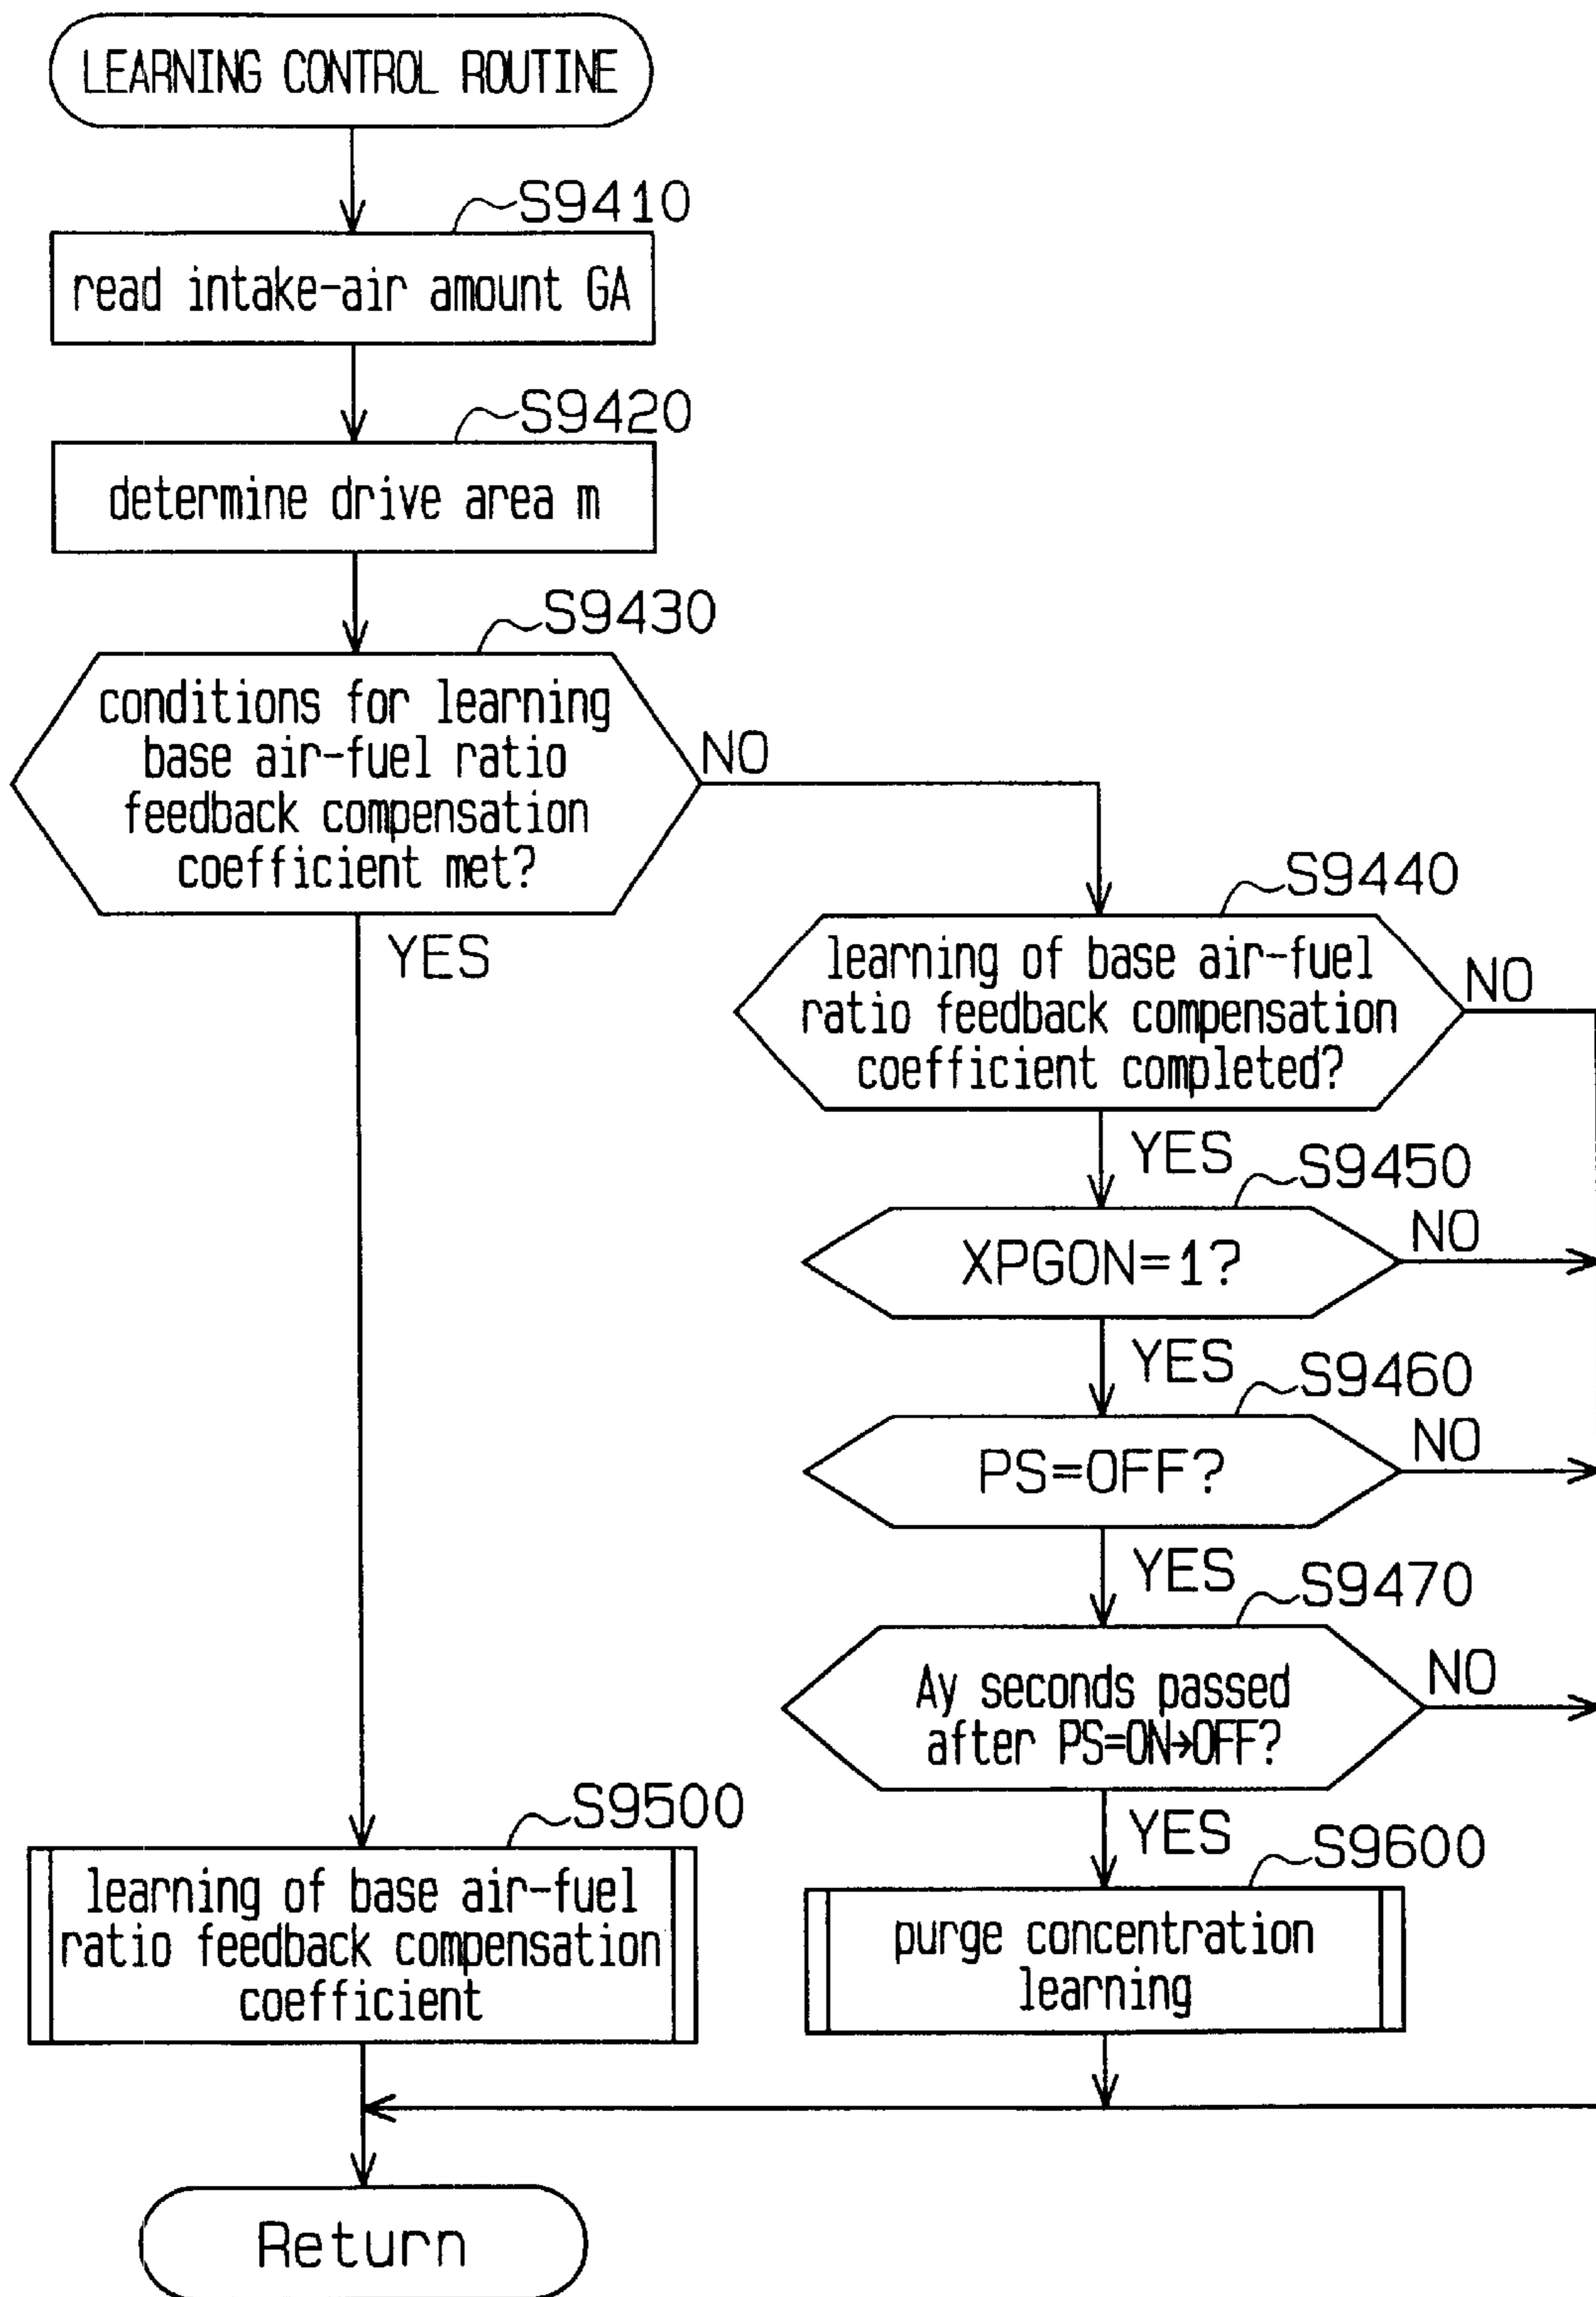 LEARNING CONTROL ROUTINE
S9410
read intake-air amount GA
S9420
determine drive area m
S9430
conditions for learning
base air-fuel ratio
feedback compensation
coefficient met?
NO
YES
S9440
learning of base air-fuel
ratio feedback compensation
coefficient completed?
NO
YES
S9450
XPGON=1?
NO
YES
S9460
PS=OFF?
NO
YES
S9470
Ay seconds passed
after PS=ON→OFF?
NO
YES
S9500
learning of base air-fuel
ratio feedback compensation
coefficient
S9600
purge concentration
learning
Return